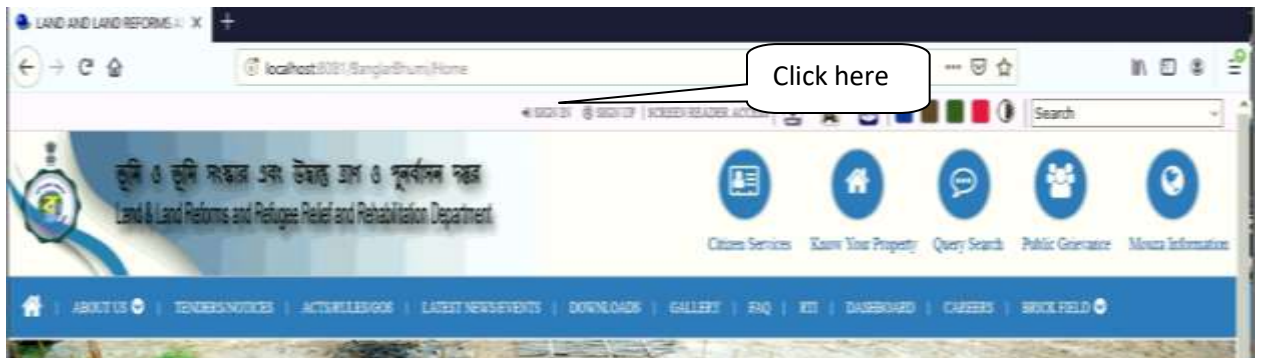 LAND AND LAND REFORMS A X +
localhost:8081/BanglarBhumi/Home
Click here
SIGN IN SIGN UP | SCREEN READER ACCESS
Search
ভূমি ও ভূমি সংস্কার এবং উদ্বাস্তু ত্রাণ ও পূনর্বাসন দপ্তর
Land & Land Reforms and Refugee Relief and Rehabilitation Department
Citizen Services Know Your Property Query Search Public Grievance Mouza Information
ABOUT US | TENDERS/NOTICES | ACTS/RULES/GOS | LATEST NEWS/EVENTS | DOWNLOADS | GALLERY | FAQ | RTI | DASHBOARD | CAREERS | BRICK FIELD